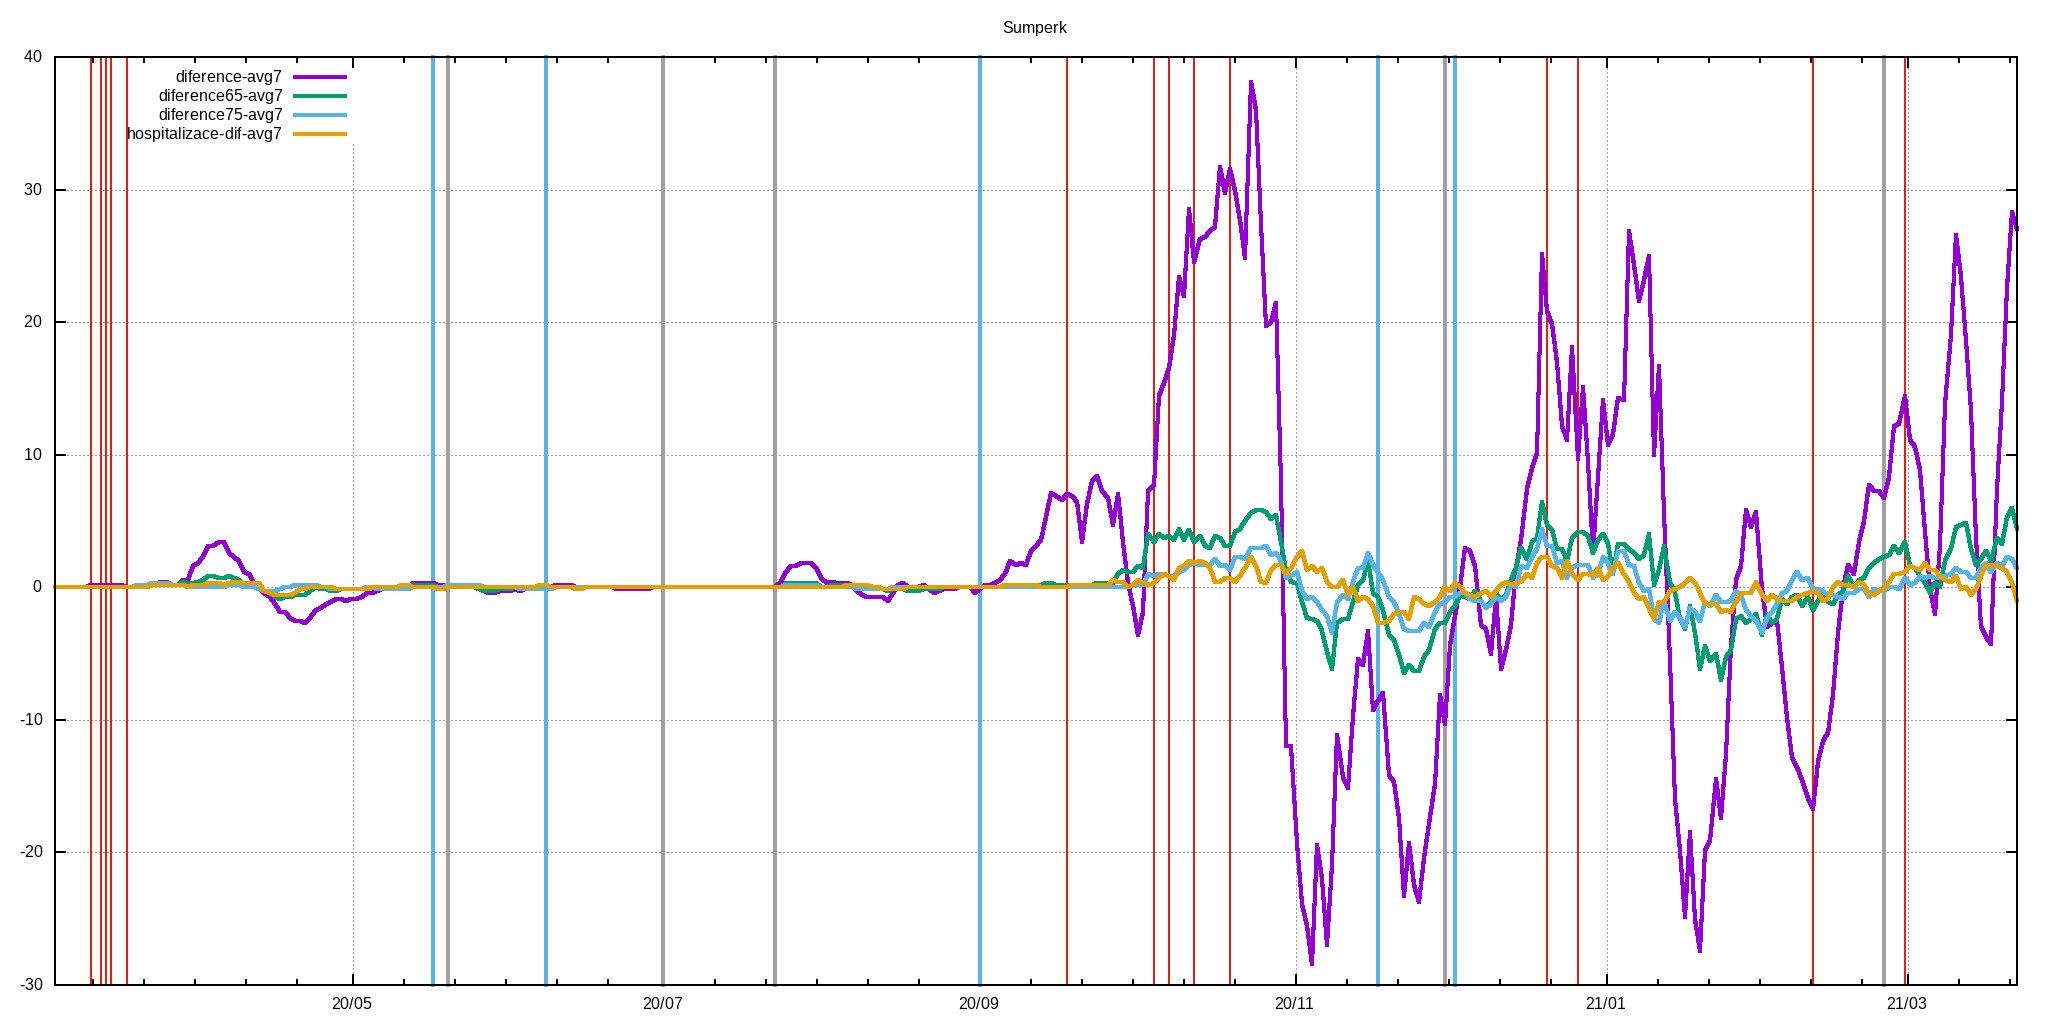 Sumperk
40
30
20
10
0
-10
-20
-30
diference-avg7
diference65-avg7
diference75-avg7
hospitalizace-dif-avg7
20/05
20/07
20/09
20/11
21/01
21/03